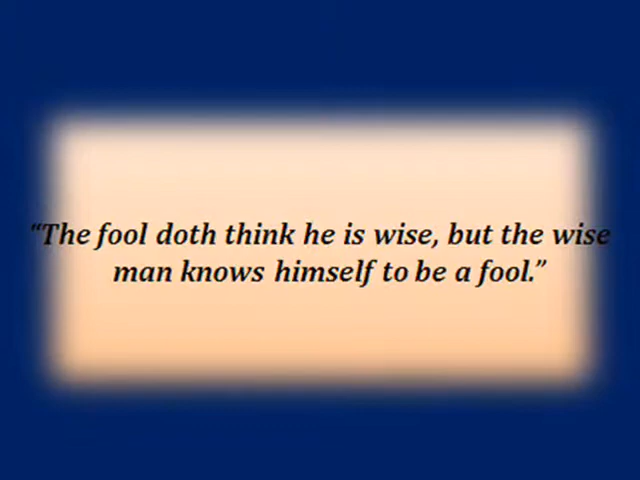 “The fool doth think he is wise, but the wise
man knows himself to be a fool.”